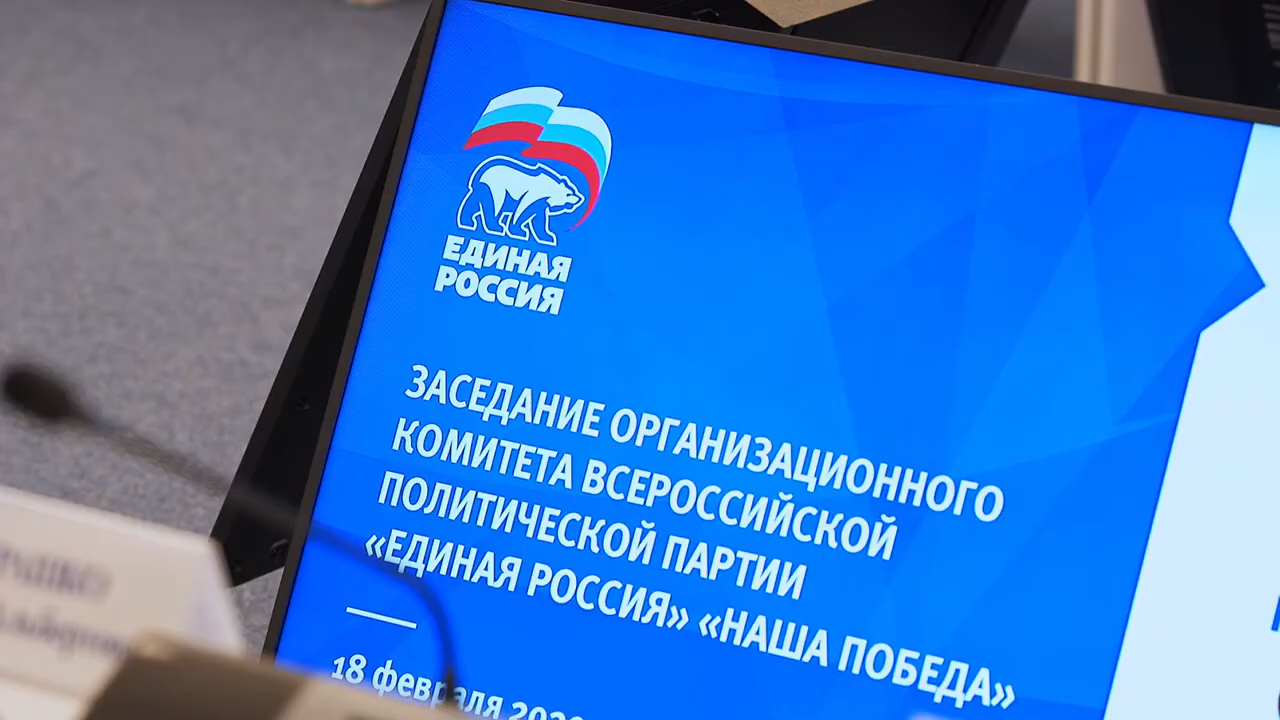 ЕДИНАЯ
РОССИЯ
ЗАСЕДАНИЕ ОРГАНИЗАЦИОННОГО
КОМИТЕТА ВСЕРОССИЙСКОЙ
ПОЛИТИЧЕСКОЙ ПАРТИИ
«ЕДИНАЯ РОССИЯ» «НАША ПОБЕДА»
18 февраля